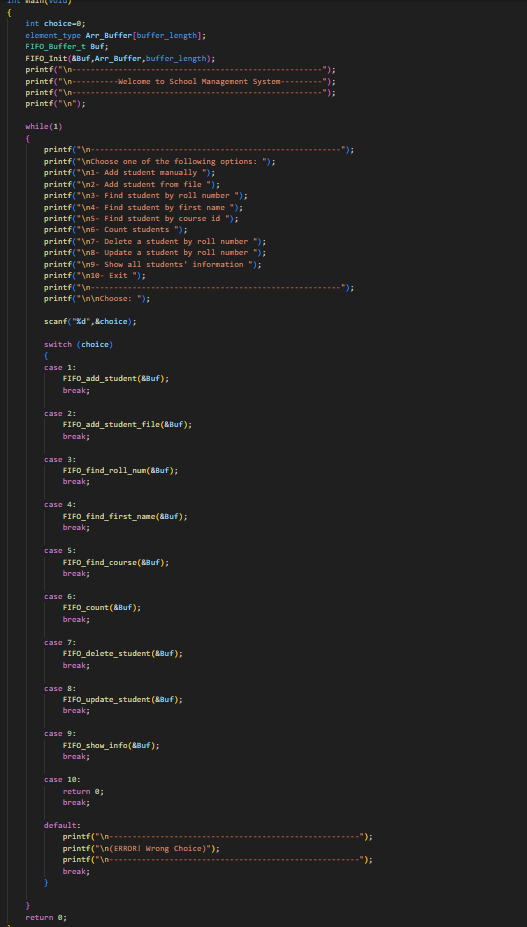 int main(void)
{
int choice=0;
element_type Arr_Buffer[buffer_length];
FIFO_Buffer_t Buf;
FIFO_Init(&Buf,Arr_Buffer,buffer_length);
printf("\n-------------------------------------------------------");
printf("\n----------Welcome to School Management System---------");
printf("\n-------------------------------------------------------");
printf("\n");
while(1)
{
printf("\n-------------------------------------------------------");
printf("\nChoose one of the following options: ");
printf("\n1- Add student manually ");
printf("\n2- Add student from file ");
printf("\n3- Find student by roll number ");
printf("\n4- Find student by first name ");
printf("\n5- Find student by course id ");
printf("\n6- Count students ");
printf("\n7- Delete a student by roll number ");
printf("\n8- Update a student by roll number ");
printf("\n9- Show all students' information ");
printf("\n10- Exit ");
printf("\n-------------------------------------------------------");
printf("\n\nChoose: ");
scanf("%d",&choice);
switch (choice)
{
case 1:
FIFO_add_student(&Buf);
break;
case 2:
FIFO_add_student_file(&Buf);
break;
case 3:
FIFO_find_roll_num(&Buf);
break;
case 4:
FIFO_find_first_name(&Buf);
break;
case 5:
FIFO_find_course(&Buf);
break;
case 6:
FIFO_count(&Buf);
break;
case 7:
FIFO_delete_student(&Buf);
break;
case 8:
FIFO_update_student(&Buf);
break;
case 9:
FIFO_show_info(&Buf);
break;
case 10:
return 0;
break;
default:
printf("\n-------------------------------------------------------");
printf("\n(ERROR! Wrong Choice)");
printf("\n-------------------------------------------------------");
break;
}
}
return 0;